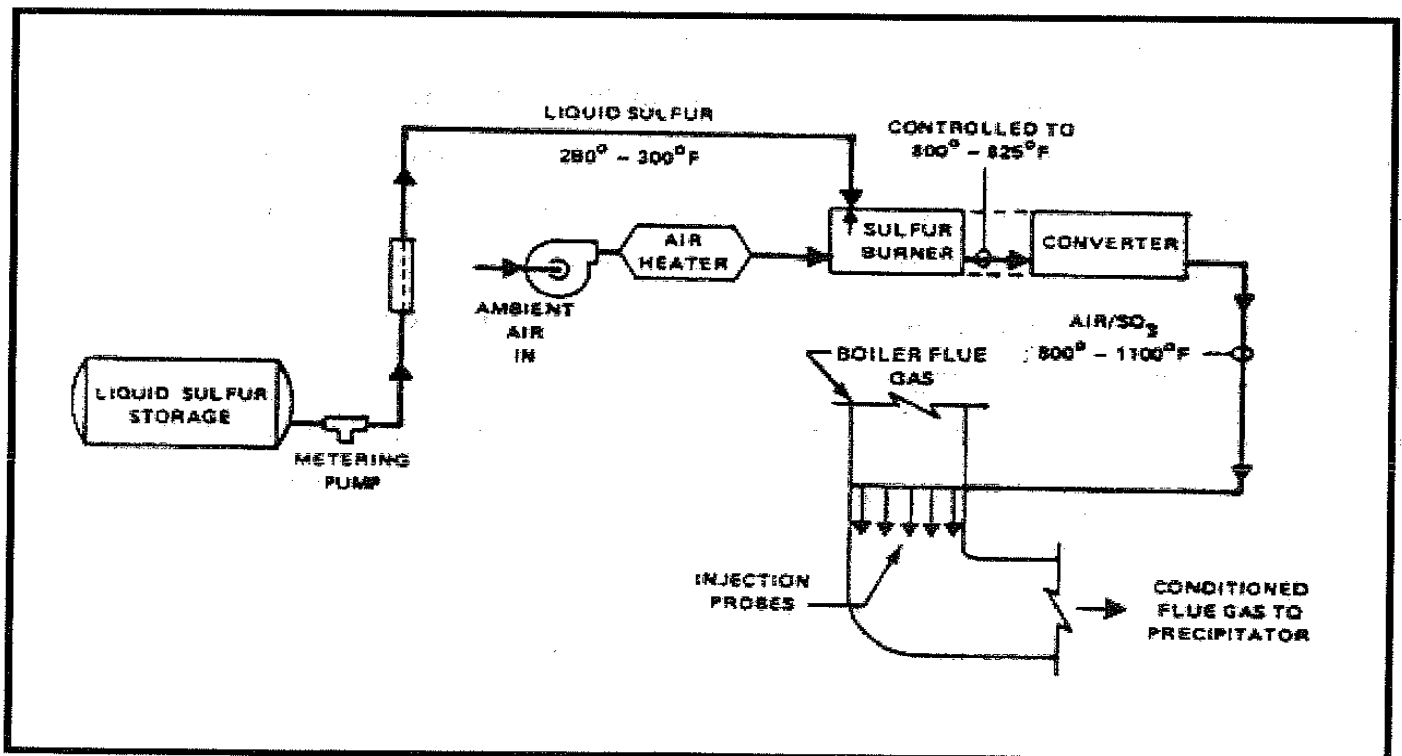 LIQUID SULFUR
280° – 300°F
CONTROLLED TO
800° – 825°F
AIR
HEATER
SULFUR
BURNER
CONVERTER
AMBIENT
AIR
IN
AIR/SO₃
800° – 1100°F
BOILER FLUE
GAS
LIQUID SULFUR
STORAGE
METERING
PUMP
INJECTION
PROBES
CONDITIONED
FLUE GAS TO
PRECIPITATOR